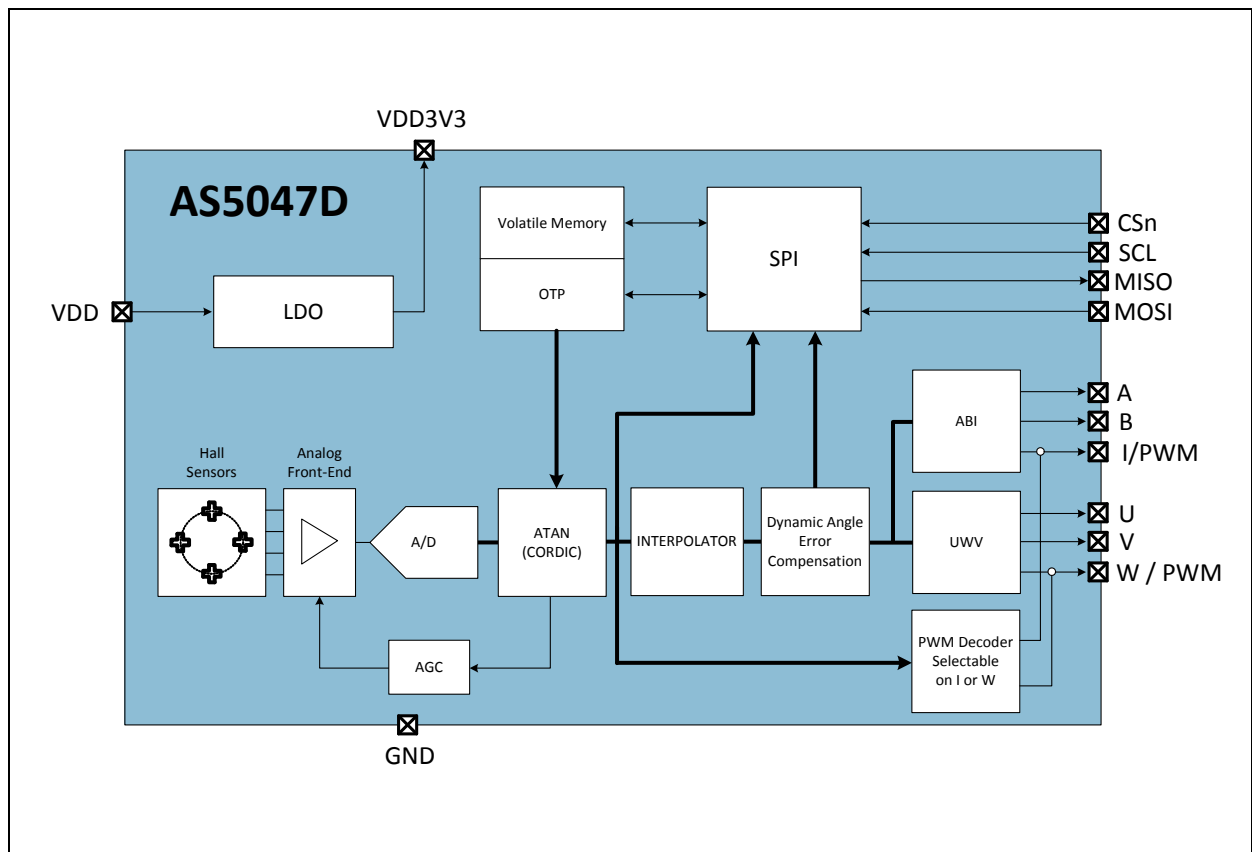 VDD3V3
AS5047D
Volatile Memory
OTP
SPI
CSn
SCL
MISO
MOSI
VDD
LDO
ABI
A
B
I/PWM
Hall
Sensors
Analog
Front-End
A/D
ATAN
(CORDIC)
INTERPOLATOR
Dynamic Angle
Error
Compensation
UWV
U
V
W / PWM
AGC
PWM Decoder
Selectable
on I or W
GND